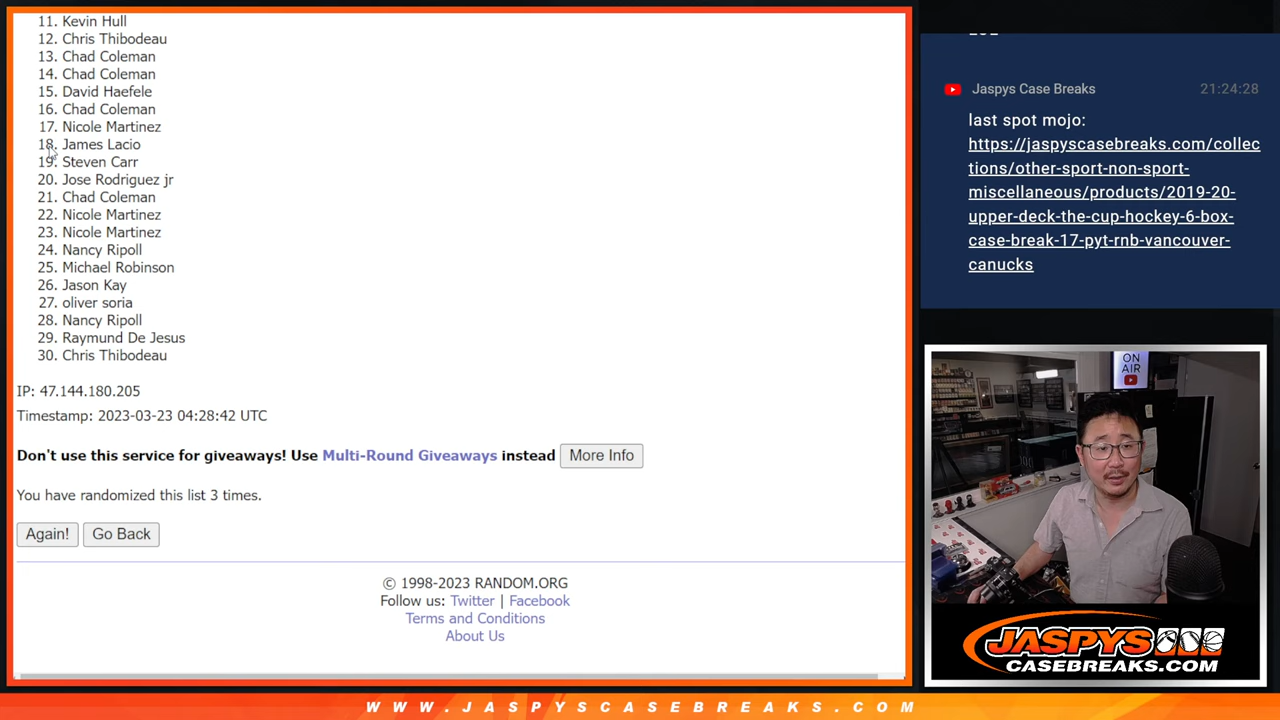 11. Kevin Hull
12. Chris Thibodeau
13. Chad Coleman
14. Chad Coleman
15. David Haefele
16. Chad Coleman
17. Nicole Martinez
18. James Lacio
19. Steven Carr
20. Jose Rodriguez jr
21. Chad Coleman
22. Nicole Martinez
23. Nicole Martinez
24. Nancy Ripoll
25. Michael Robinson
26. Jason Kay
27. oliver soria
28. Nancy Ripoll
29. Raymund De Jesus
30. Chris Thibodeau
IP: 47.144.180.205
Timestamp: 2023-03-23 04:28:42 UTC
Don't use this service for giveaways! Use Multi-Round Giveaways instead More Info
You have randomized this list 3 times.
Again! Go Back
© 1998-2023 RANDOM.ORG
Follow us: Twitter | Facebook
Terms and Conditions
About Us
Jaspys Case Breaks 21:24:28
last spot mojo:
https://jaspyscasebreaks.com/collec
tions/other-sport-non-sport-
miscellaneous/products/2019-20-
upper-deck-the-cup-hockey-6-box-
case-break-17-pyt-rnb-vancouver-
canucks
ON
AIR
JASPYS
CASEBREAKS.COM
WWW.JASPYSCASEBREAKS.COM